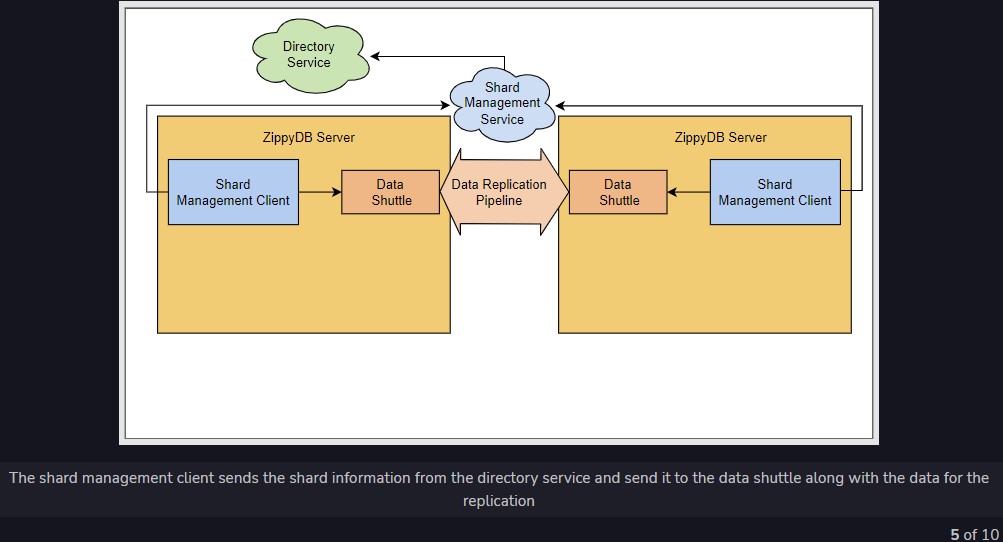 Directory
Service
Shard
Management
Service
ZippyDB Server
ZippyDB Server
Shard
Management Client
Data
Shuttle
Data Replication
Pipeline
Data
Shuttle
Shard
Management Client
The shard management client sends the shard information from the directory service and send it to the data shuttle along with the data for the
replication
5 of 10